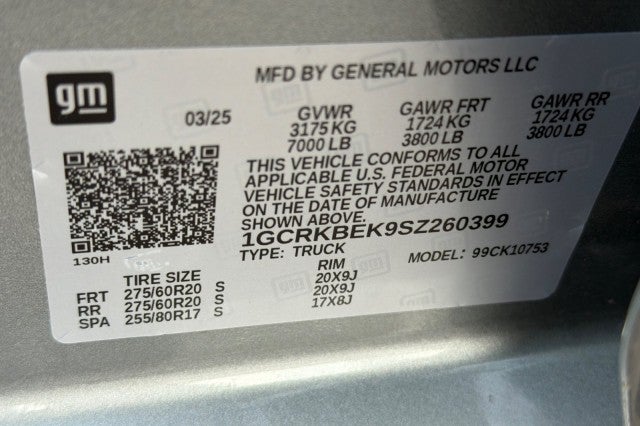 gm
MFD BY GENERAL MOTORS LLC
03/25 GVWR GAWR FRT GAWR RR
3175 KG 1724 KG 1724 KG
7000 LB 3800 LB 3800 LB
THIS VEHICLE CONFORMS TO ALL
APPLICABLE U.S. FEDERAL MOTOR
VEHICLE SAFETY STANDARDS IN EFFECT
ON THE DATE OF MANUFACTURE
SHOWN ABOVE.
1GCRKBEK9SZ260399
130H TYPE: TRUCK MODEL: 99CK10753
TIRE SIZE RIM
FRT 275/60R20 S 20X9J
RR 275/60R20 S 20X9J
SPA 255/80R17 S 17X8J